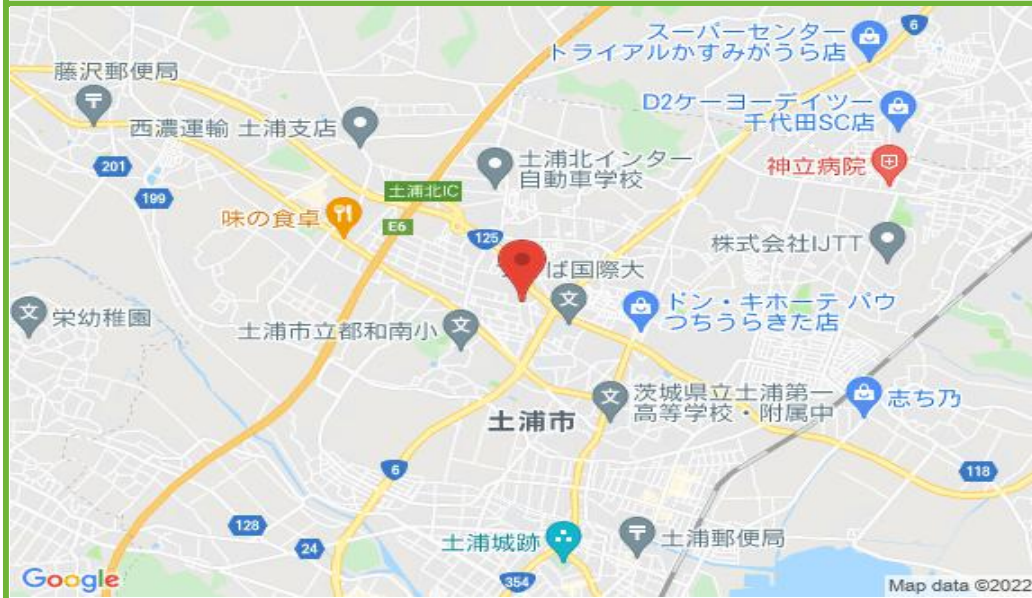 6
スーパーセンター
トライアルかすみがうら店
藤沢郵便局
D2ケーヨーデイツー
千代田SC店
西濃運輸 土浦支店
土浦北インター
自動車学校
神立病院
201
199
土浦北IC
味の食卓
E6
125
株式会社IJTT
ば国際大
栄幼稚園
土浦市立都和南小
ドン・キホーテ パウ
つちうらきた店
茨城県立土浦第一
高等学校・附属中
志ち乃
土浦市
6
118
128
24
土浦城跡
土浦郵便局
354
Google
Map data ©2022